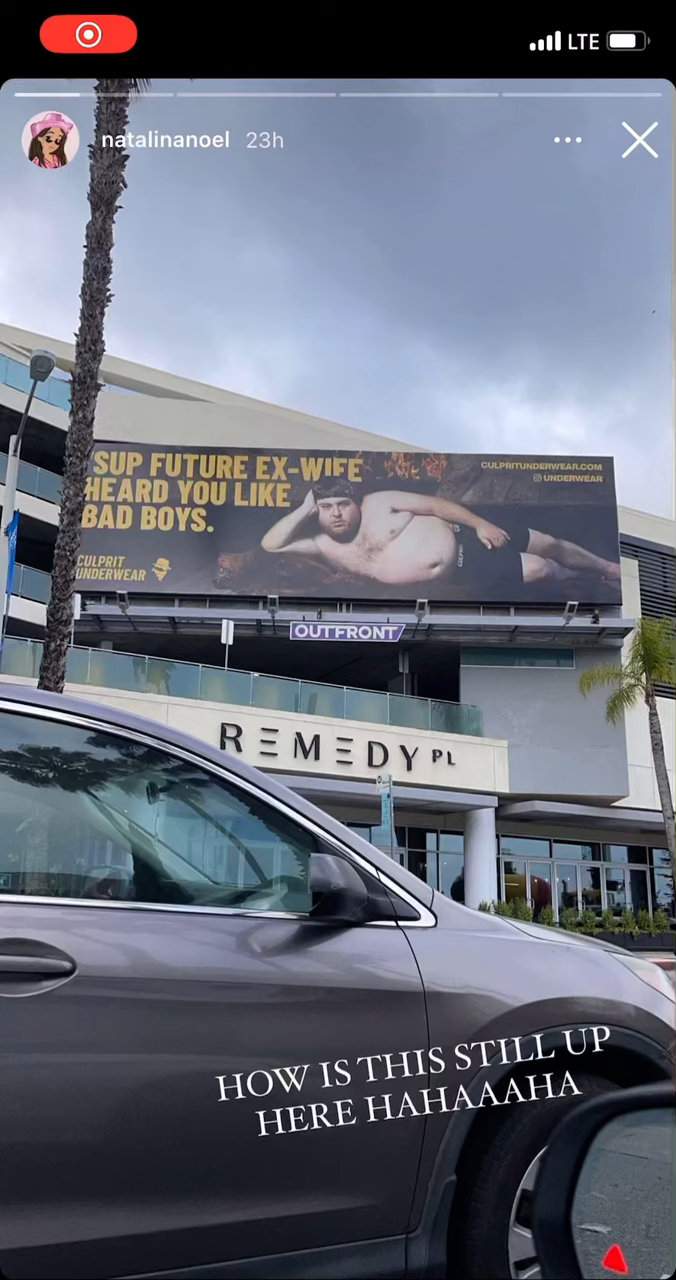 LTE
natalinanoel 23h
'SUP FUTURE EX-WIFE
HEARD YOU LIKE
BAD BOYS.
CULPRITUNDERWEAR.COM
UNDERWEAR
CULPRIT
UNDERWEAR
OUTFRONT
REMEDY PL
HOW IS THIS STILL UP
HERE HAHAAAHA